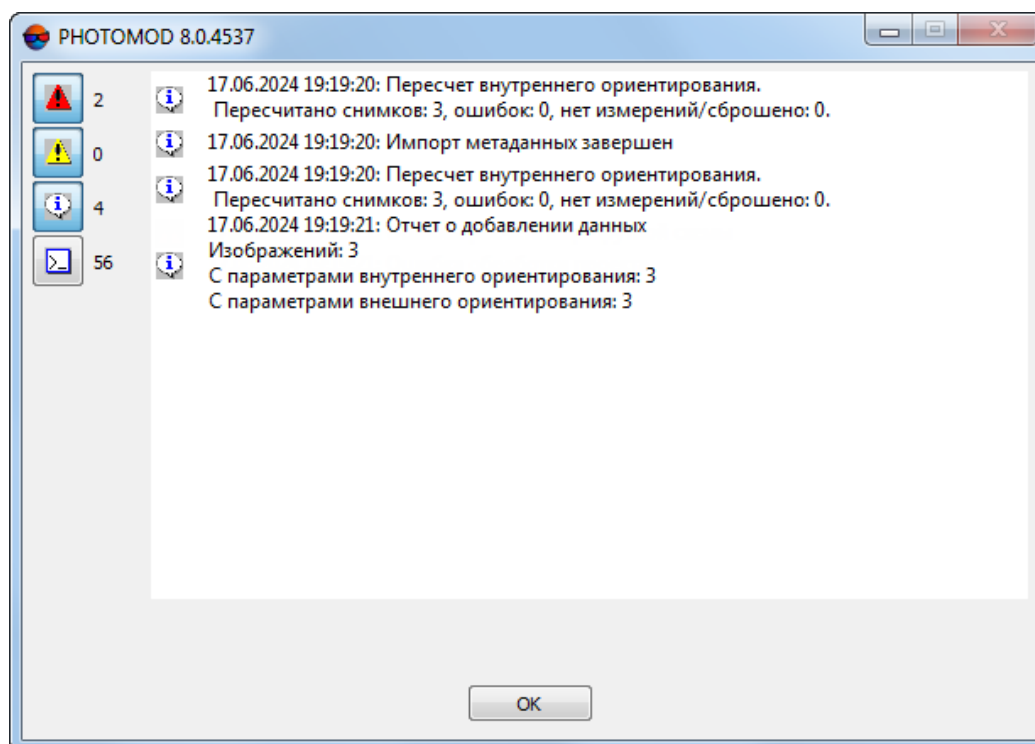 PHOTOMOD 8.0.4537
2
0
4
56
17.06.2024 19:19:20: Пересчет внутреннего ориентирования.
Пересчитано снимков: 3, ошибок: 0, нет измерений/сброшено: 0.
17.06.2024 19:19:20: Импорт метаданных завершен
17.06.2024 19:19:20: Пересчет внутреннего ориентирования.
Пересчитано снимков: 3, ошибок: 0, нет измерений/сброшено: 0.
17.06.2024 19:19:21: Отчет о добавлении данных
Изображений: 3
С параметрами внутреннего ориентирования: 3
С параметрами внешнего ориентирования: 3
OK